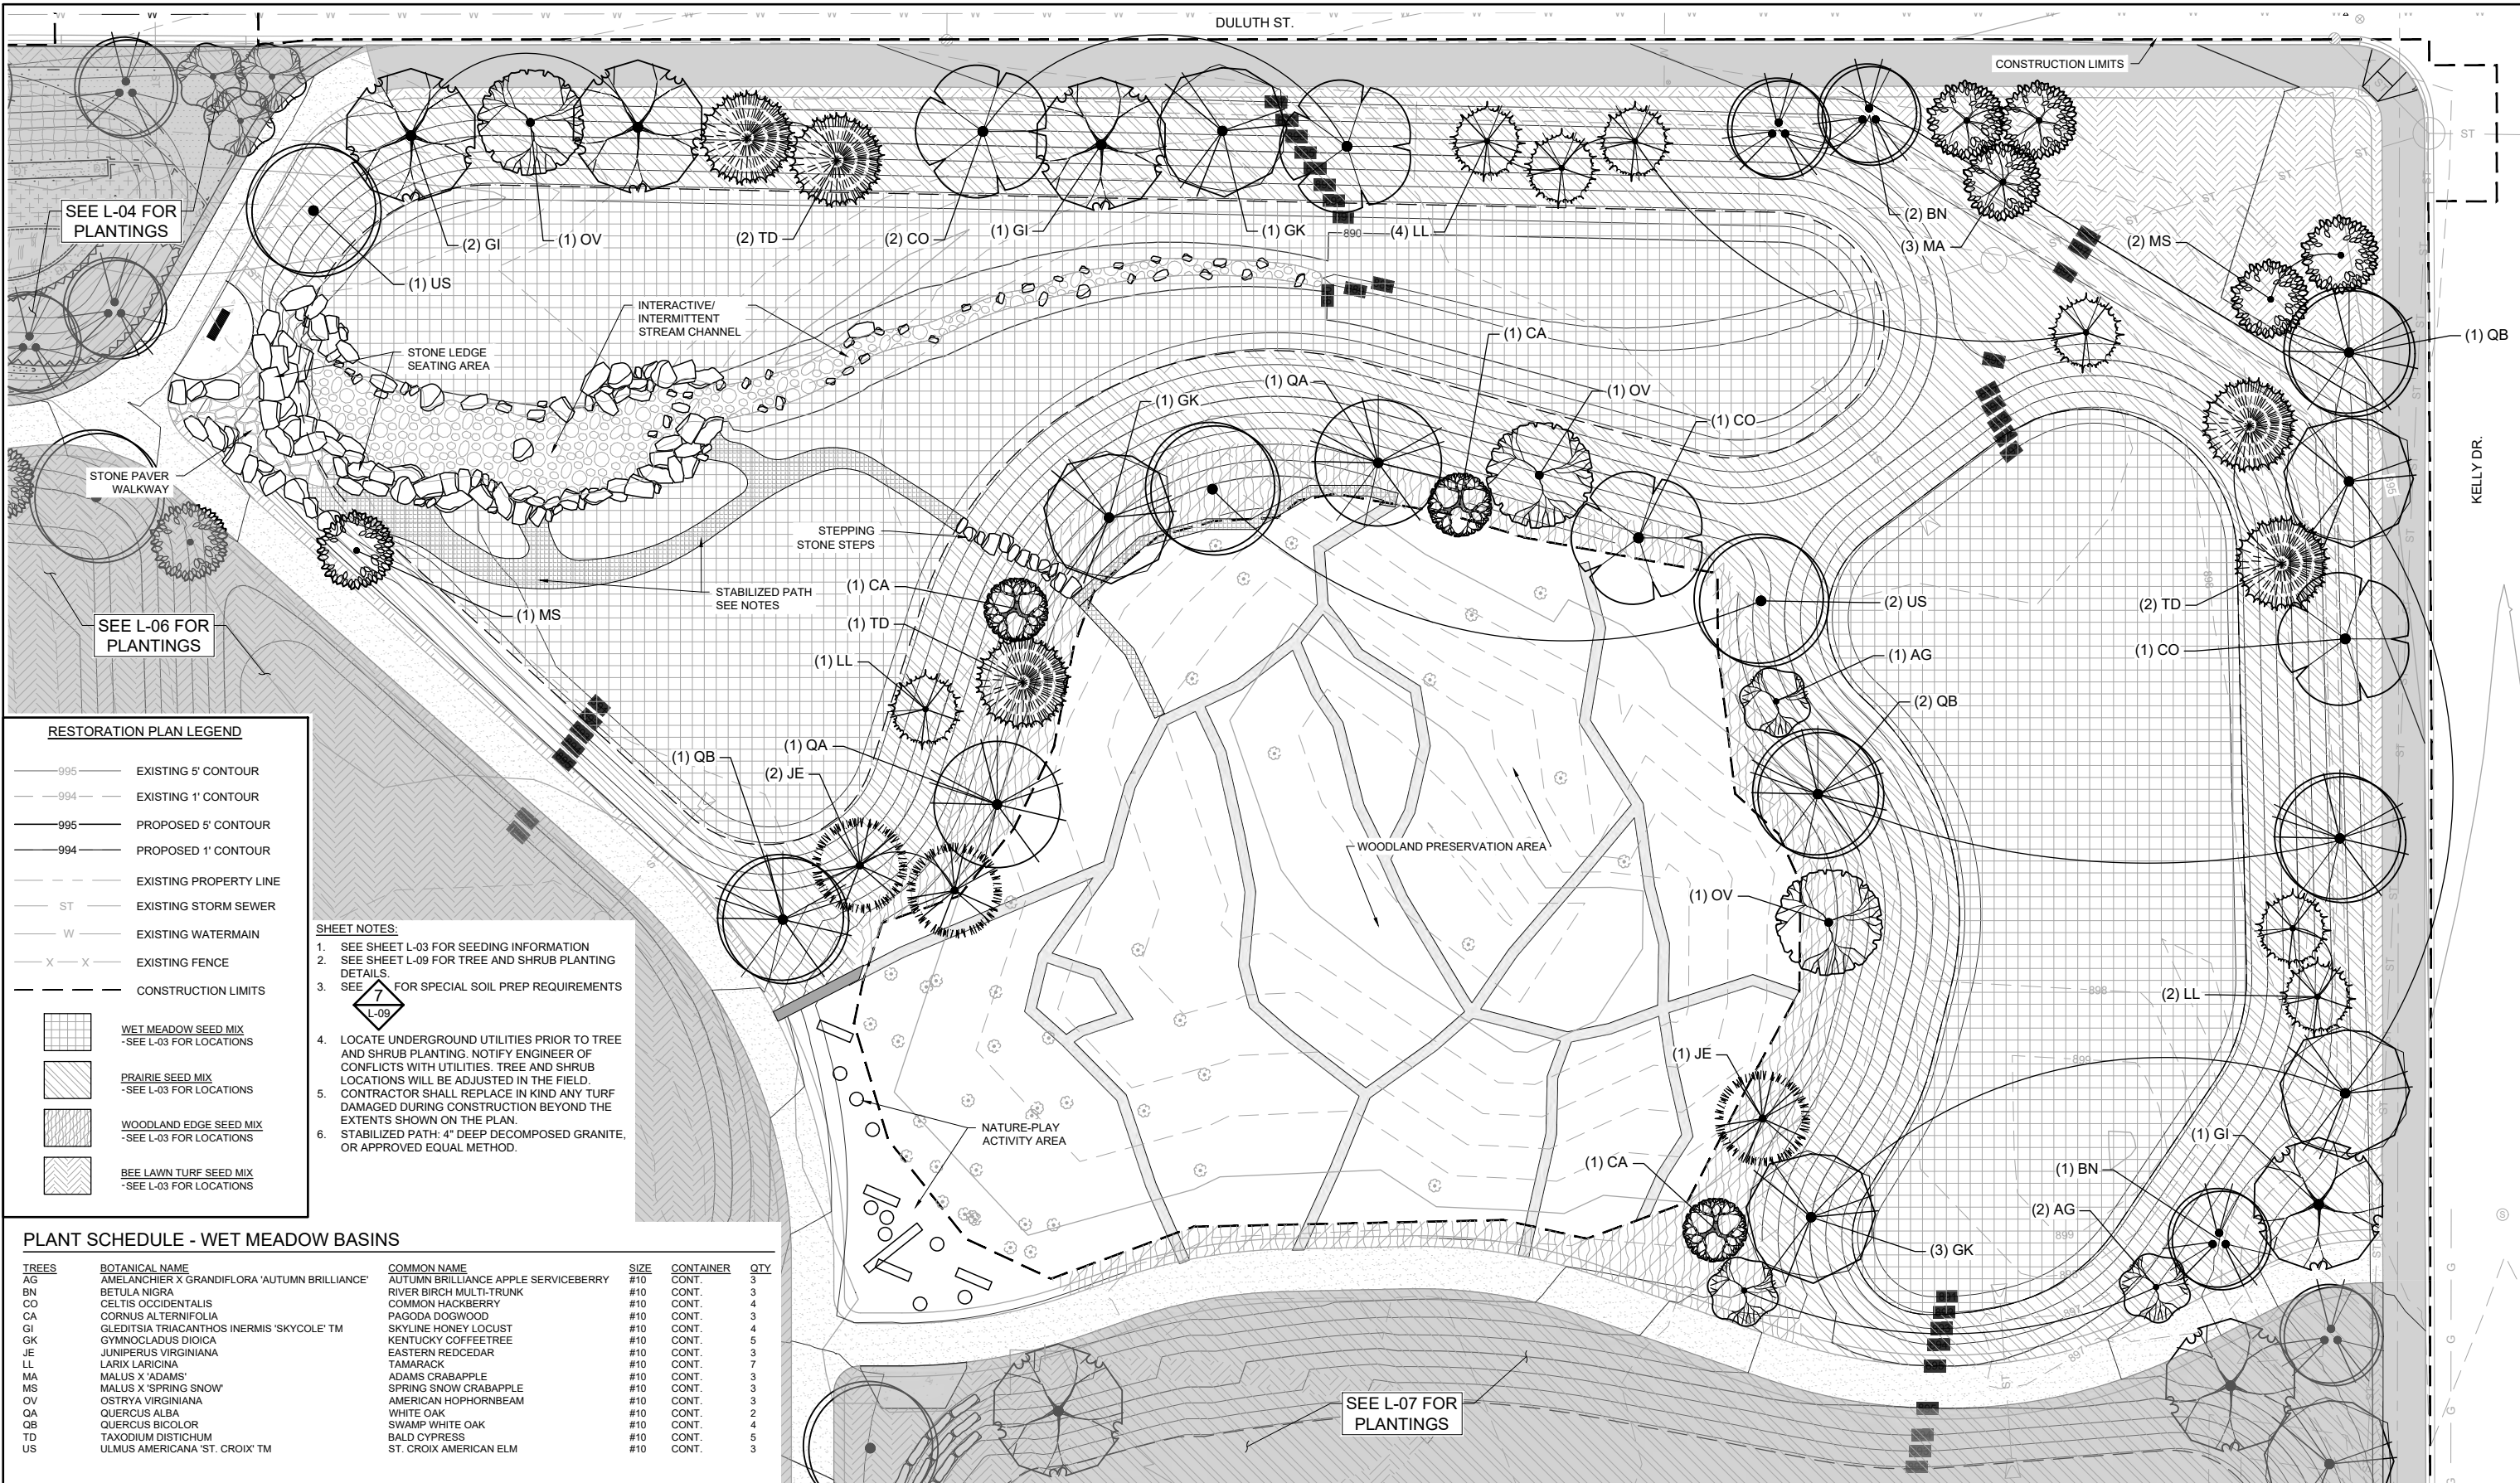 DULUTH ST.
CONSTRUCTION LIMITS
ST
SEE L-04 FOR
PLANTINGS
(2) GI
(1) OV
(2) TD
(2) CO
(1) GI
(1) GK
890
(4) LL
(2) BN
(3) MA
(2) MS
(1) US
(1) QB
INTERACTIVE/
INTERMITTENT
STREAM CHANNEL
STONE LEDGE
SEATING AREA
(1) CA
(1) QA
(1) OV
(1) GK
(1) CO
KELLY DR.
STONE PAVER
WALKWAY
895
STEPPING
STONE STEPS
STABILIZED PATH
SEE NOTES
(1) CA
(1) MS
(1) TD
(2) US
(2) TD
SEE L-06 FOR
PLANTINGS
(1) LL
(1) AG
(1) CO
(2) QB
(1) QA
(1) QB
(2) JE
WOODLAND PRESERVATION AREA
(1) OV
898
(2) LL
(1) JE
899
NATURE-PLAY
ACTIVITY AREA
(1) GI
(1) CA
(1) BN
(2) AG
899
(3) GK
898
897
897
SEE L-07 FOR
PLANTINGS
RESTORATION PLAN LEGEND
995 EXISTING 5' CONTOUR
994 EXISTING 1' CONTOUR
995 PROPOSED 5' CONTOUR
994 PROPOSED 1' CONTOUR
EXISTING PROPERTY LINE
ST EXISTING STORM SEWER
W EXISTING WATERMAIN
X X EXISTING FENCE
CONSTRUCTION LIMITS
WET MEADOW SEED MIX
-SEE L-03 FOR LOCATIONS
PRAIRIE SEED MIX
-SEE L-03 FOR LOCATIONS
WOODLAND EDGE SEED MIX
-SEE L-03 FOR LOCATIONS
BEE LAWN TURF SEED MIX
-SEE L-03 FOR LOCATIONS
SHEET NOTES:
1. SEE SHEET L-03 FOR SEEDING INFORMATION
2. SEE SHEET L-09 FOR TREE AND SHRUB PLANTING
DETAILS.
3. SEE 7 L-09 FOR SPECIAL SOIL PREP REQUIREMENTS
4. LOCATE UNDERGROUND UTILITIES PRIOR TO TREE
AND SHRUB PLANTING. NOTIFY ENGINEER OF
CONFLICTS WITH UTILITIES. TREE AND SHRUB
LOCATIONS WILL BE ADJUSTED IN THE FIELD.
5. CONTRACTOR SHALL REPLACE IN KIND ANY TURF
DAMAGED DURING CONSTRUCTION BEYOND THE
EXTENTS SHOWN ON THE PLAN.
6. STABILIZED PATH: 4" DEEP DECOMPOSED GRANITE,
OR APPROVED EQUAL METHOD.
PLANT SCHEDULE - WET MEADOW BASINS
TREES BOTANICAL NAME COMMON NAME SIZE CONTAINER QTY
AG AMELANCHIER X GRANDIFLORA 'AUTUMN BRILLIANCE' AUTUMN BRILLIANCE APPLE SERVICEBERRY #10 CONT. 3
BN BETULA NIGRA RIVER BIRCH MULTI-TRUNK #10 CONT. 3
CO CELTIS OCCIDENTALIS COMMON HACKBERRY #10 CONT. 4
CA CORNUS ALTERNIFOLIA PAGODA DOGWOOD #10 CONT. 3
GI GLEDITSIA TRIACANTHOS INERMIS 'SKYCOLE' TM SKYLINE HONEY LOCUST #10 CONT. 4
GK GYMNOCLADUS DIOICA KENTUCKY COFFEETREE #10 CONT. 5
JE JUNIPERUS VIRGINIANA EASTERN REDCEDAR #10 CONT. 3
LL LARIX LARICINA TAMARACK #10 CONT. 7
MA MALUS X 'ADAMS' ADAMS CRABAPPLE #10 CONT. 3
MS MALUS X 'SPRING SNOW' SPRING SNOW CRABAPPLE #10 CONT. 3
OV OSTRYA VIRGINIANA AMERICAN HOPHORNBEAM #10 CONT. 3
QA QUERCUS ALBA WHITE OAK #10 CONT. 2
QB QUERCUS BICOLOR SWAMP WHITE OAK #10 CONT. 4
TD TAXODIUM DISTICHUM BALD CYPRESS #10 CONT. 5
US ULMUS AMERICANA 'ST. CROIX' TM ST. CROIX AMERICAN ELM #10 CONT. 3